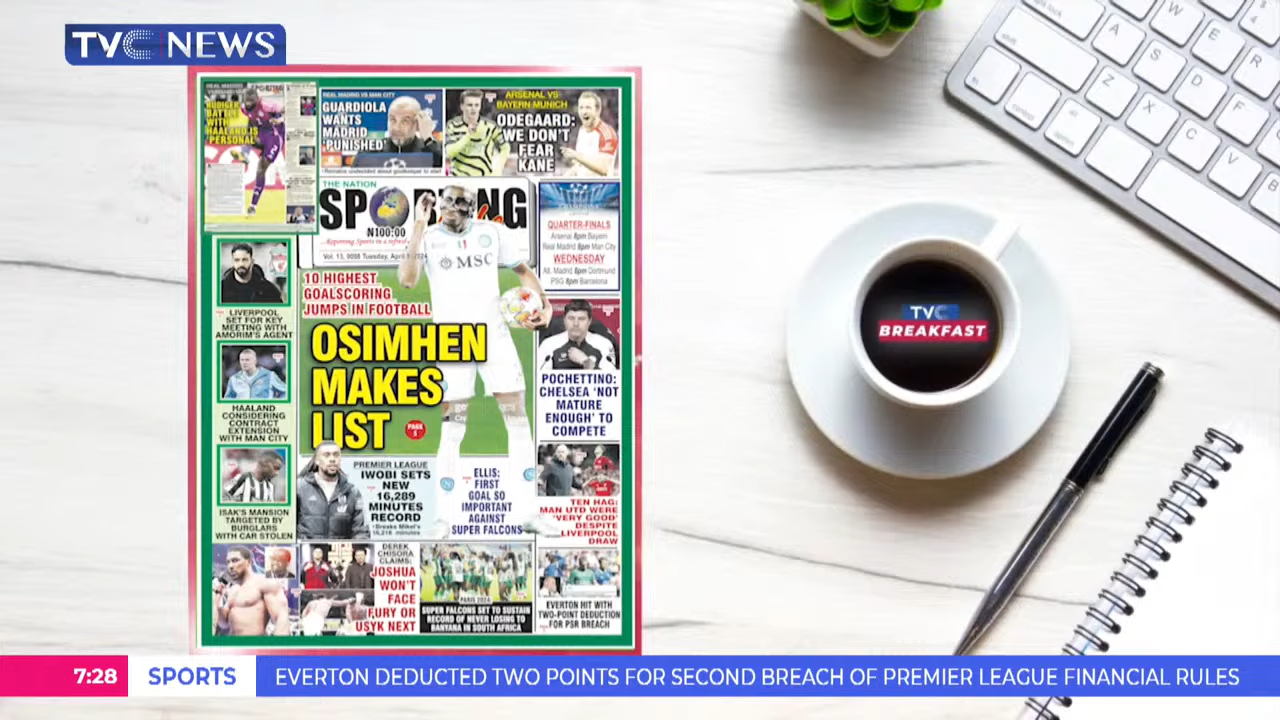 TVC NEWS
REAL MADRID VS MAN CITY
GUARDIOLA
WANTS
MADRID
'PUNISHED'
ARSENAL VS
BAYERN MUNICH
ODEGAARD:
WE DON'T
FEAR
KANE
RUDIGER:
BATTLE
WITH
HAALAND IS
'PERSONAL'
THE NATION
N100:00
Vol. 13, Tuesday, April
QUARTER-FINALS
Arsenal 8pm Bayern
Real Madrid 8pm Man City
WEDNESDAY
Atl. Madrid 8pm Dortmund
PSG 8pm Barcelona
MSC
10 HIGHEST
GOALSCORING
JUMPS IN FOOTBALL
OSIMHEN
MAKES
LIST
PAGE
5
LIVERPOOL
SET FOR KEY
MEETING WITH
AMORIM'S AGENT
HAALAND
CONSIDERING
CONTRACT
EXTENSION
WITH MAN CITY
ISAK'S MANSION
TARGETED BY
BURGLARS
WITH CAR STOLEN
POCHETTINO:
CHELSEA 'NOT
MATURE
ENOUGH' TO
COMPETE
PREMIER LEAGUE
IWOBI SETS
NEW
16,289
MINUTES
RECORD
ELLIS:
FIRST
GOAL SO
IMPORTANT
AGAINST
SUPER FALCONS
TEN HAG:
MAN UTD WERE
'VERY GOOD'
DESPITE
LIVERPOOL
DRAW
DEREK
CHISORA
CLAIMS:
JOSHUA
WON'T
FACE
FURY OR
USYK NEXT
PARIS 2024
SUPER FALCONS SET TO SUSTAIN
RECORD OF NEVER LOSING TO
BANYANA IN SOUTH AFRICA
EVERTON HIT WITH
TWO-POINT DEDUCTION
FOR PSR BREACH
TVC
BREAKFAST
shift
A
S
D
F
Z
X
C
V
B
W
E
R
7:28
SPORTS
EVERTON DEDUCTED TWO POINTS FOR SECOND BREACH OF PREMIER LEAGUE FINANCIAL RULES